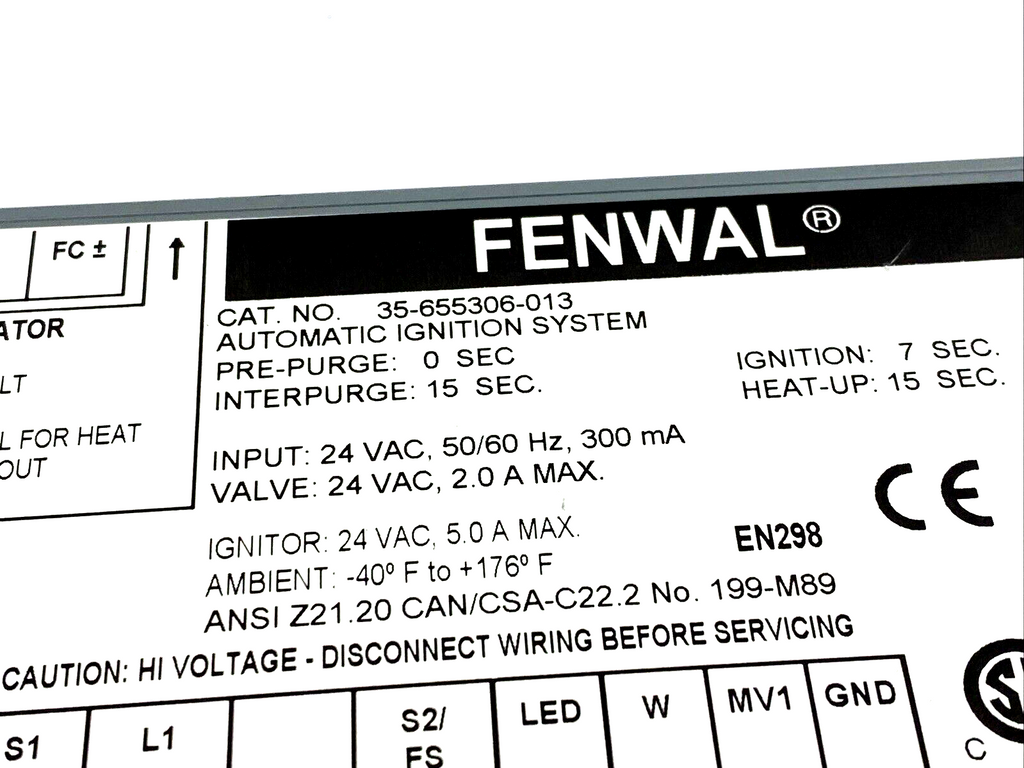 FENWAL®
FC ±
↑
CAT. NO. 35-655306-013
AUTOMATIC IGNITION SYSTEM
PRE-PURGE: 0 SEC
INTERPURGE: 15 SEC.
IGNITION: 7 SEC.
HEAT-UP: 15 SEC.
ATOR
LT
L FOR HEAT
OUT
INPUT: 24 VAC, 50/60 Hz, 300 mA
VALVE: 24 VAC, 2.0 A MAX.
CE
IGNITOR: 24 VAC, 5.0 A MAX.
EN298
AMBIENT: -40º F to +176º F
ANSI Z21.20 CAN/CSA-C22.2 No. 199-M89
CAUTION: HI VOLTAGE - DISCONNECT WIRING BEFORE SERVICING
S1
L1
S2/
FS
LED
W
MV1
GND
C